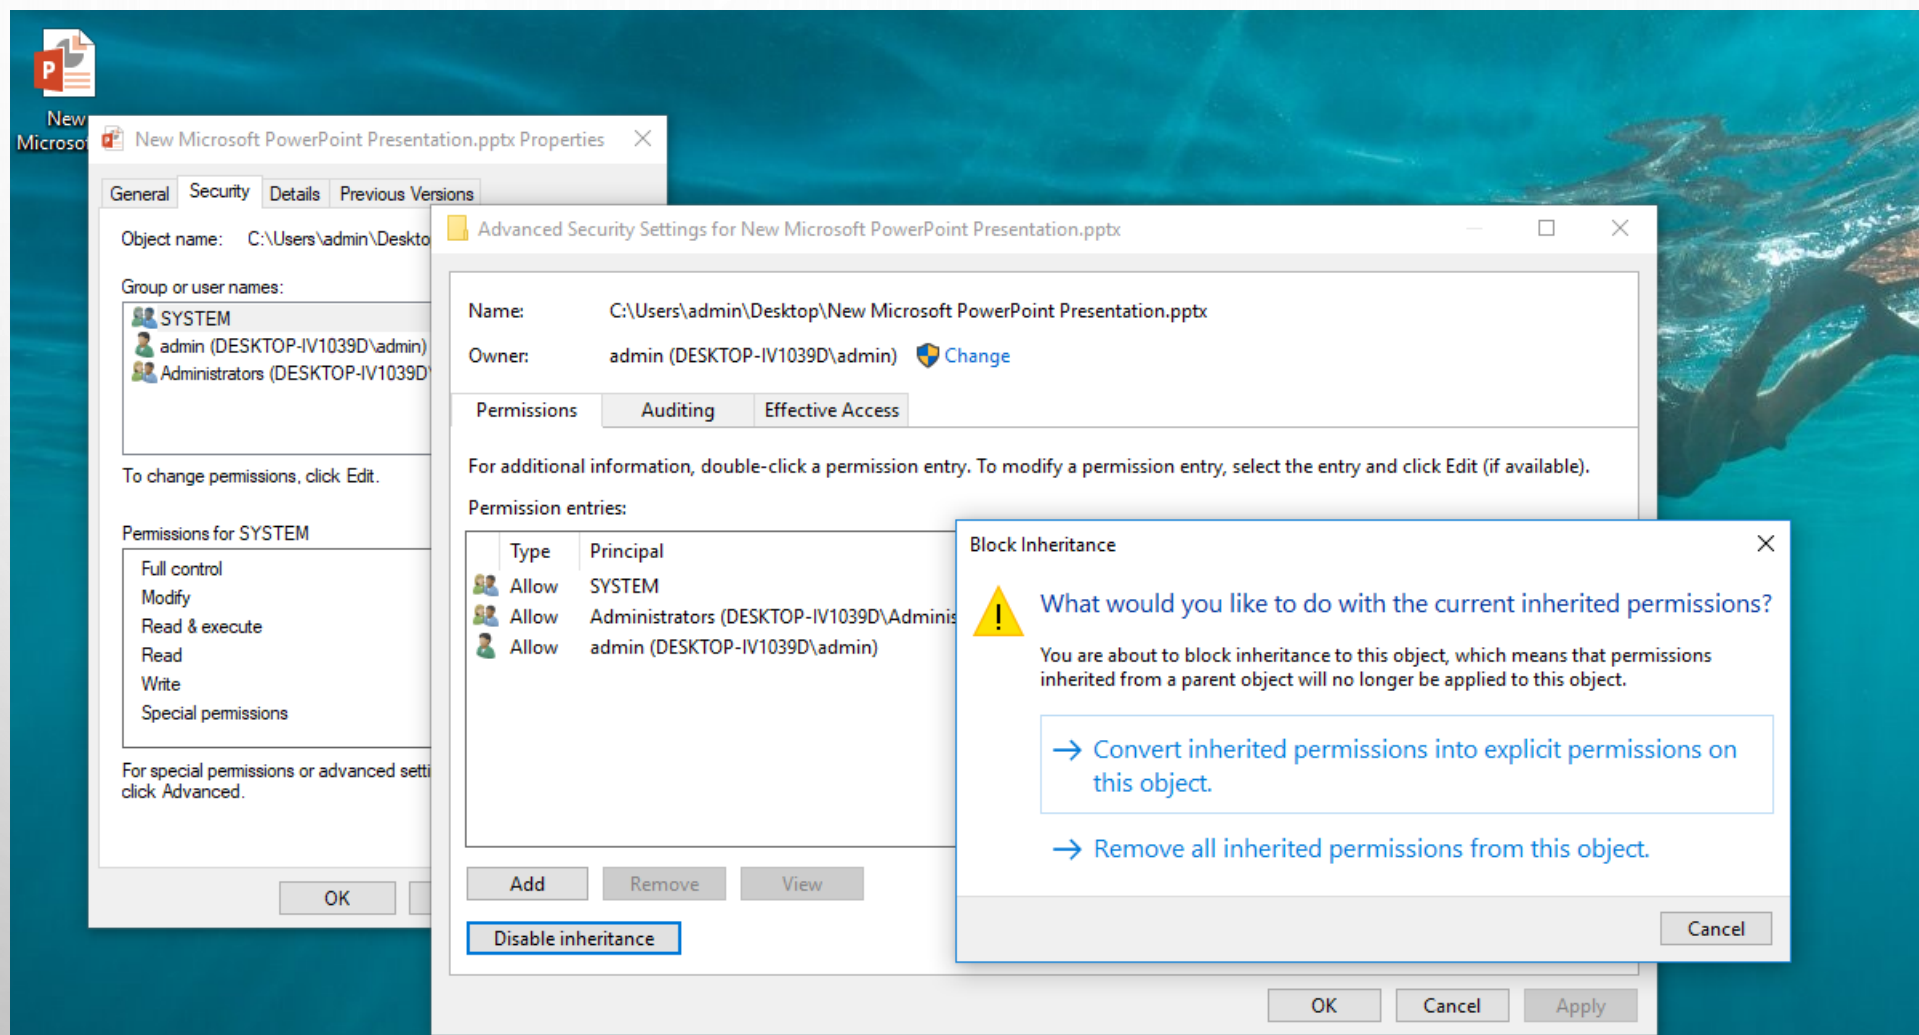 P
New
Microsof
New Microsoft PowerPoint Presentation.pptx Properties
General Security Details Previous Versions
Object name: C:\Users\admin\Deskto
Group or user names:
SYSTEM
admin (DESKTOP-IV1039D\admin)
Administrators (DESKTOP-IV1039D\
To change permissions, click Edit.
Permissions for SYSTEM
Full control
Modify
Read & execute
Read
Write
Special permissions
For special permissions or advanced setti
click Advanced.
OK
Advanced Security Settings for New Microsoft PowerPoint Presentation.pptx
Name: C:\Users\admin\Desktop\New Microsoft PowerPoint Presentation.pptx
Owner: admin (DESKTOP-IV1039D\admin) Change
Permissions Auditing Effective Access
For additional information, double-click a permission entry. To modify a permission entry, select the entry and click Edit (if available).
Permission entries:
Type Principal
Allow SYSTEM
Allow Administrators (DESKTOP-IV1039D\Adminis
Allow admin (DESKTOP-IV1039D\admin)
Add Remove View
Disable inheritance
OK Cancel Apply
Block Inheritance
What would you like to do with the current inherited permissions?
You are about to block inheritance to this object, which means that permissions
inherited from a parent object will no longer be applied to this object.
Convert inherited permissions into explicit permissions on
this object.
Remove all inherited permissions from this object.
Cancel